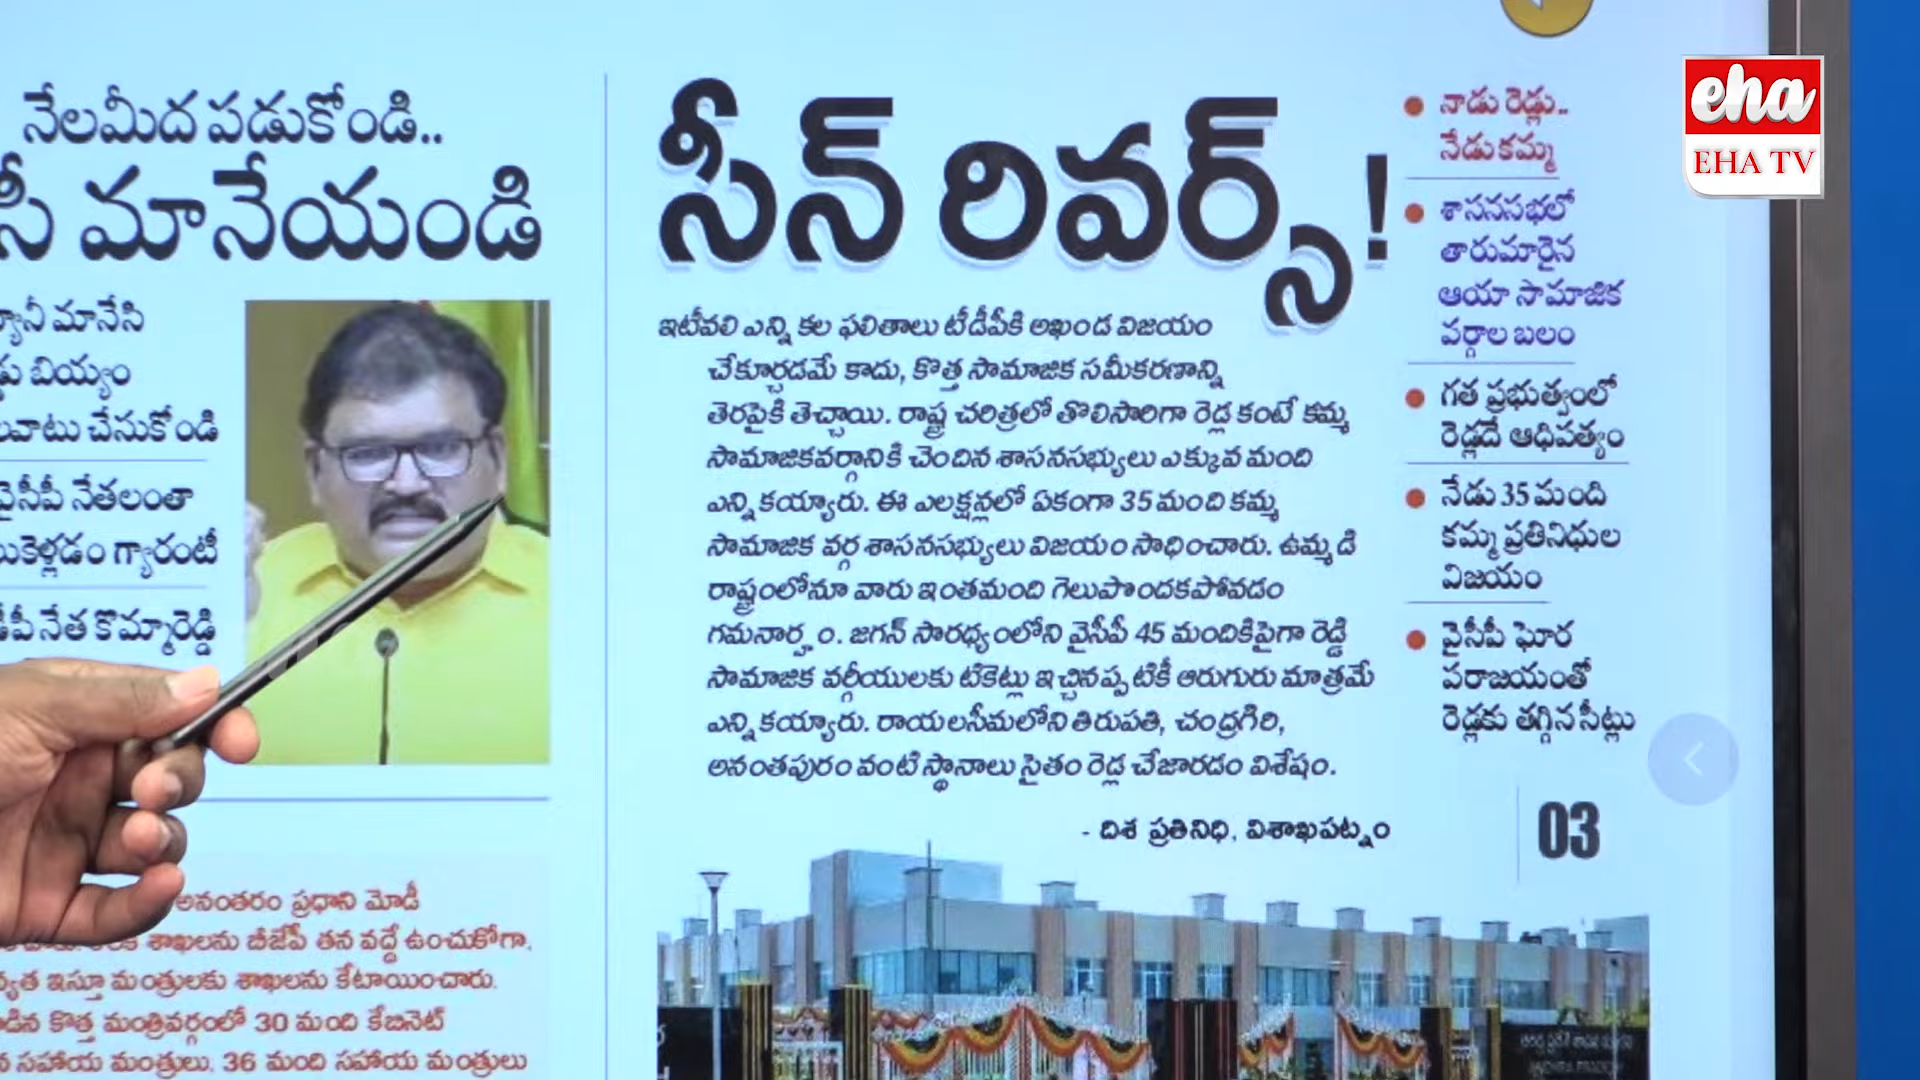 నేలమీద పడుకోండి..
సీ మానేయండి
మానేసి
బియ్యం
చేసుకోండి
వైసీపీ నేతలంతా
గ్యారంటీ
నేత కొమ్మారెడ్డి
అనంతరం ప్రధాని మోడీ
శాఖలను బీజేపీ తన వద్దే ఉంచుకోగా,
ఇస్తూ మంత్రులకు శాఖలను కేటాయించారు.
కొత్త మంత్రివర్గంలో 30 మంది కేబినెట్
సహాయ మంత్రులు, 36 మంది సహాయ మంత్రులు
సీన్ రివర్స్!
ఇటీవలి ఎన్నికల ఫలితాలు టీడీపీకి అఖండ విజయం
చేకూర్చడమే కాదు, కొత్త సామాజిక సమీకరణాన్ని
తెరపైకి తెచ్చాయి. రాష్ట్ర చరిత్రలో తొలిసారిగా రెడ్ల కంటే కమ్మ
సామాజికవర్గానికి చెందిన శాసనసభ్యులు ఎక్కువ మంది
ఎన్నికయ్యారు. ఈ ఎలక్షన్లలో ఏకంగా 35 మంది కమ్మ
సామాజిక వర్గ శాసనసభ్యులు విజయం సాధించారు. ఉమ్మడి
రాష్ట్రంలోనూ వారు ఇంతమంది గెలుపొందకపోవడం
గమనార్హం. జగన్ సారధ్యంలోని వైసీపీ 45 మందికిపైగా రెడ్డి
సామాజిక వర్గీయులకు టికెట్లు ఇచ్చినప్పటికీ ఆరుగురు మాత్రమే
ఎన్నికయ్యారు. రాయలసీమలోని తిరుపతి, చంద్రగిరి,
అనంతపురం వంటి స్థానాలు సైతం రెడ్ల చేజారడం విశేషం.
- దిశ ప్రతినిధి, విశాఖపట్నం
నాడు రెడ్లు..
నేడు కమ్మ
శాసనసభలో
తారుమారైన
ఆయా సామాజిక
వర్గాల బలం
గత ప్రభుత్వంలో
రెడ్లదే ఆధిపత్యం
నేడు 35 మంది
కమ్మ ప్రతినిధుల
విజయం
వైసీపీ ఘోర
పరాజయంతో
రెడ్లకు తగ్గిన సీట్లు
03
eha
EHA TV